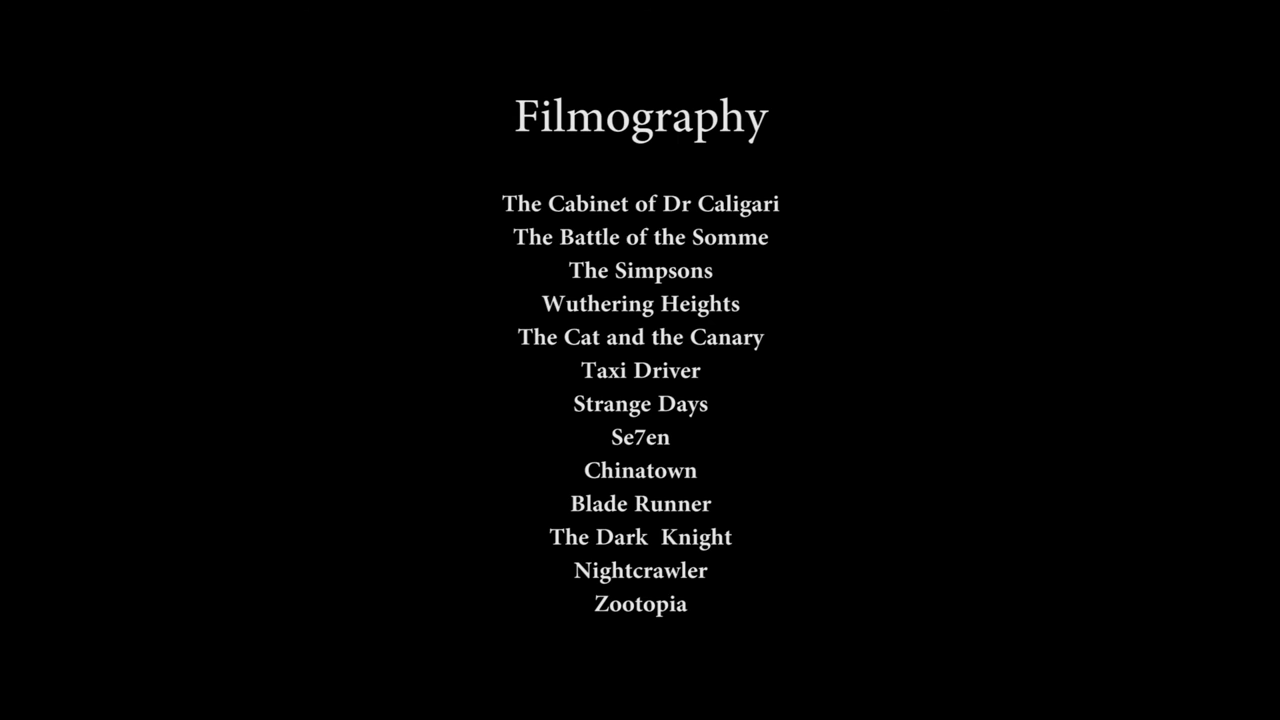 Filmography
The Cabinet of Dr Caligari
The Battle of the Somme
The Simpsons
Wuthering Heights
The Cat and the Canary
Taxi Driver
Strange Days
Se7en
Chinatown
Blade Runner
The Dark  Knight
Nightcrawler
Zootopia